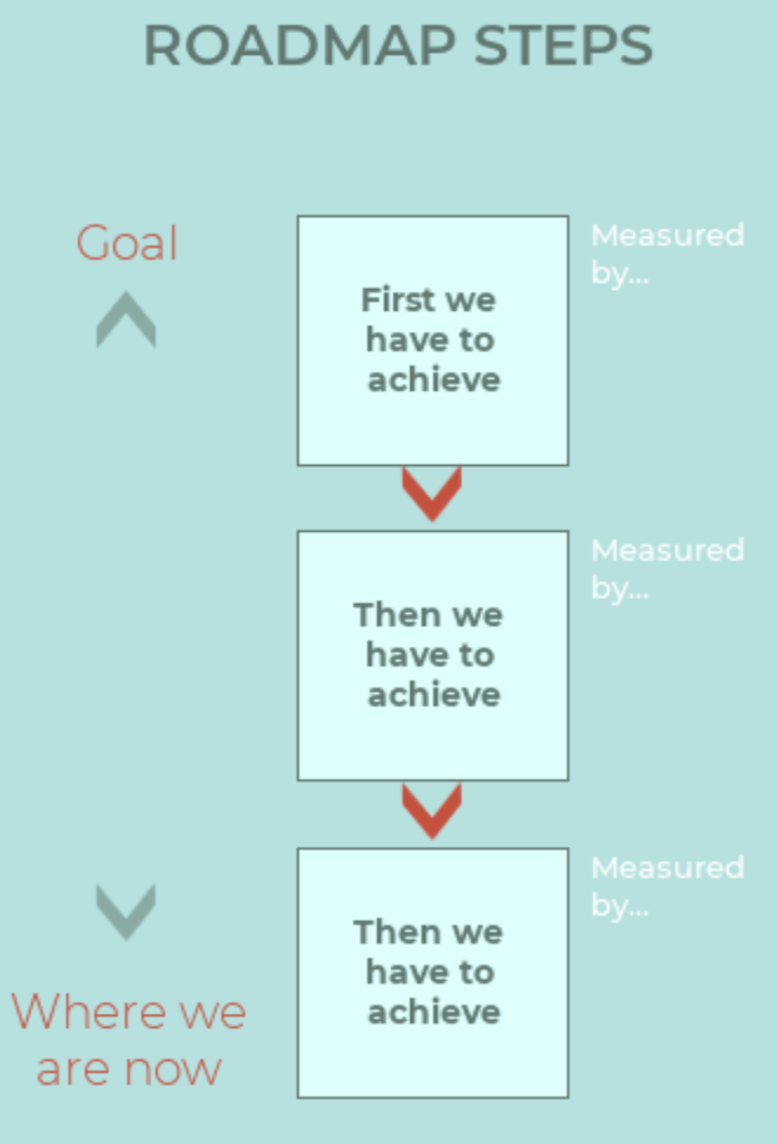 ROADMAP STEPS
Goal
First we
have to
achieve
Measured
by...
Then we
have to
achieve
Measured
by...
Then we
have to
achieve
Measured
by...
Where we
are now